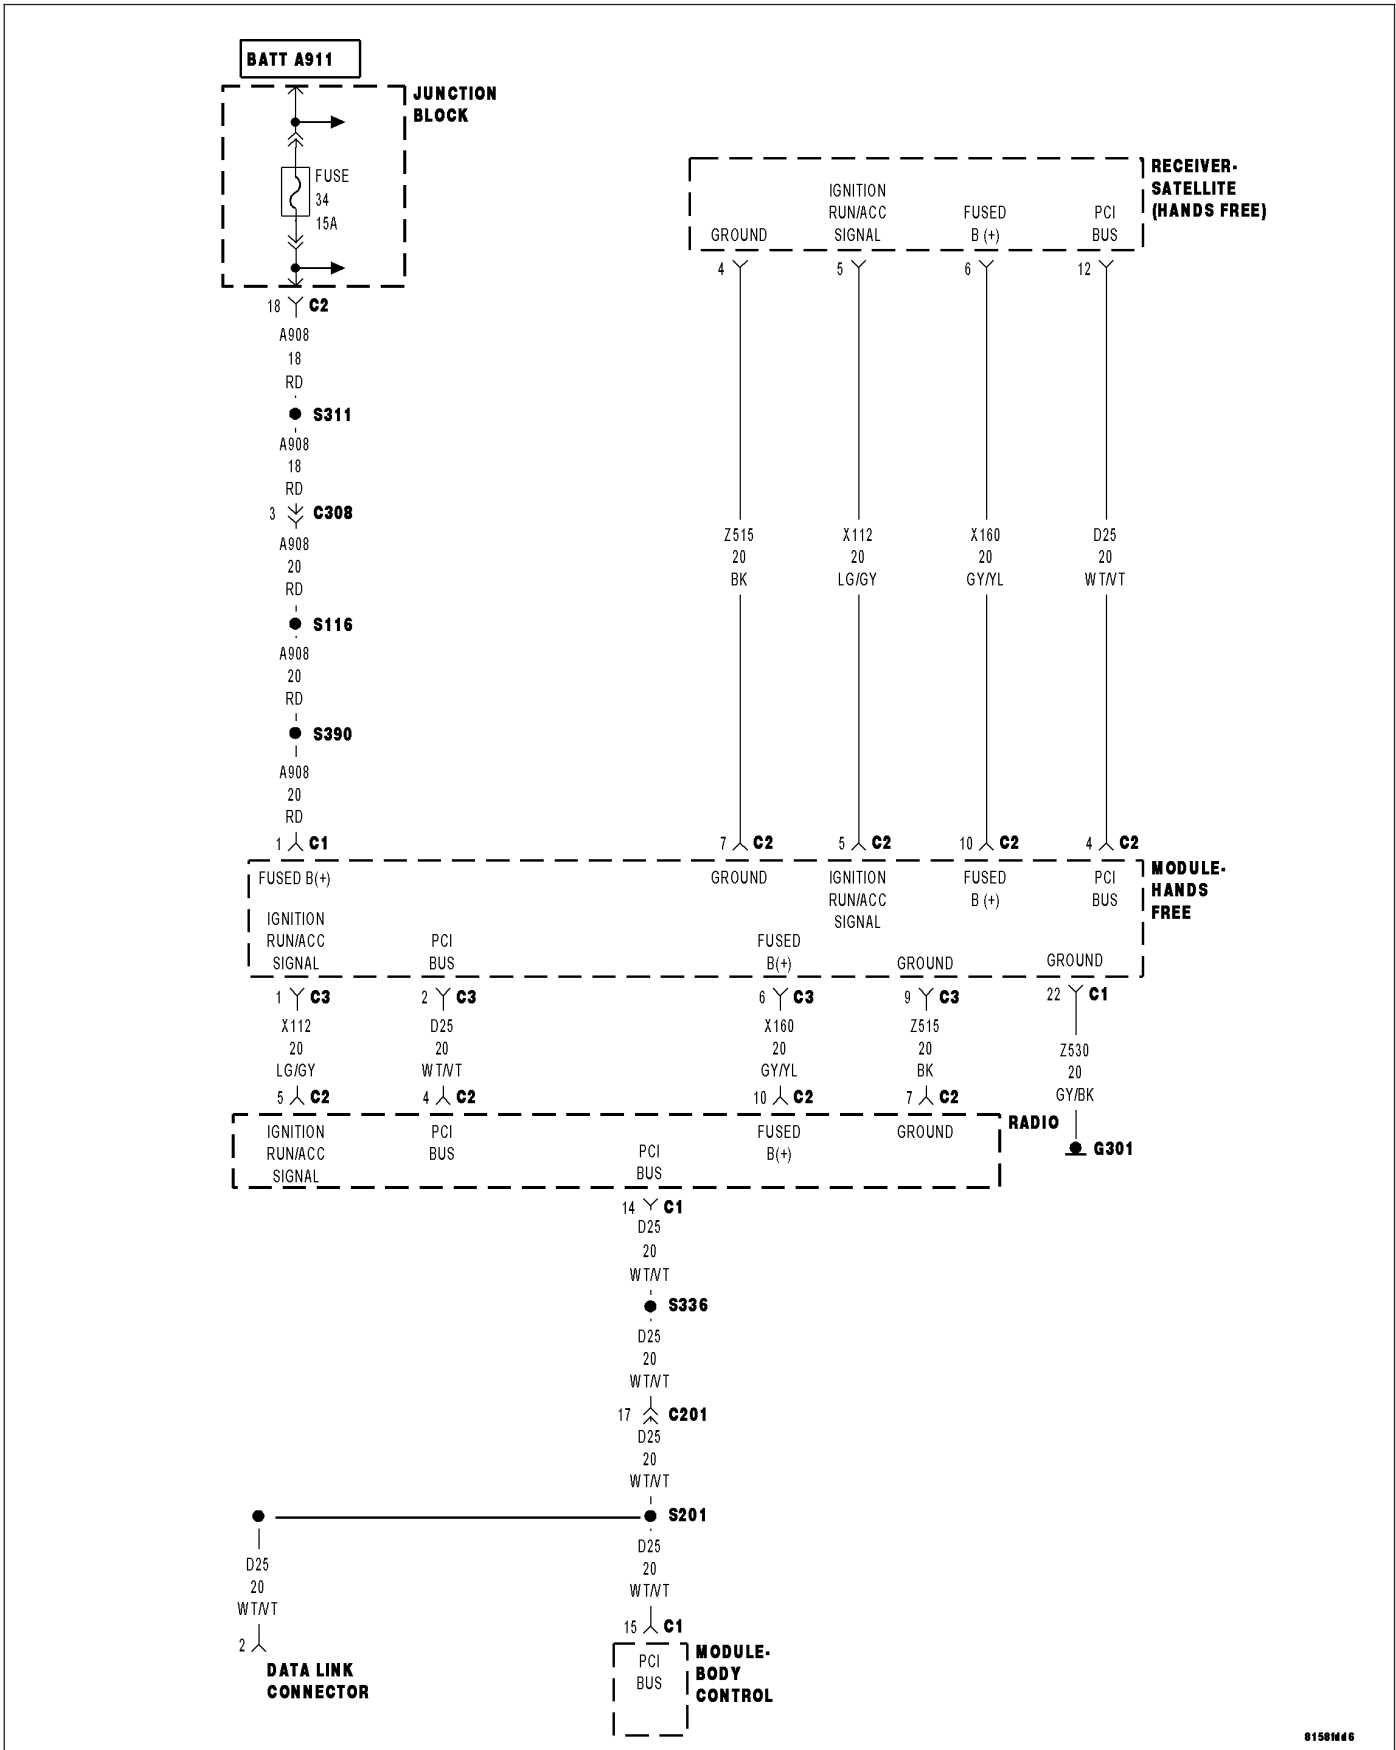 BATT A911
JUNCTION
BLOCK
FUSE
34
15A
18 C2
A908
18
RD
S311
A908
18
RD
3 C308
A908
20
RD
S116
A908
20
RD
S390
A908
20
RD
1 C1
RECEIVER-
SATELLITE
(HANDS FREE)
GROUND
IGNITION
RUN/ACC
SIGNAL
FUSED
B (+)
PCI
BUS
4 5 6 12
Z515
20
BK
X112
20
LG/GY
X160
20
GY/YL
D25
20
WT/VT
7 C2 5 C2 10 C2 4 C2
MODULE-
HANDS
FREE
FUSED B(+)
GROUND
IGNITION
RUN/ACC
SIGNAL
FUSED
B (+)
PCI
BUS
IGNITION
RUN/ACC
SIGNAL
PCI
BUS
FUSED
B(+)
GROUND
GROUND
1 C3 2 C3 6 C3 9 C3 22 C1
X112
20
LG/GY
D25
20
WT/VT
X160
20
GY/YL
Z515
20
BK
Z530
20
GY/BK
G301
5 C2 4 C2 10 C2 7 C2
RADIO
IGNITION
RUN/ACC
SIGNAL
PCI
BUS
PCI
BUS
FUSED
B(+)
GROUND
14 C1
D25
20
WT/VT
S336
D25
20
WT/VT
17 C201
D25
20
WT/VT
S201
D25
20
WT/VT
15 C1
PCI
BUS
MODULE-
BODY
CONTROL
D25
20
WT/VT
2
DATA LINK
CONNECTOR